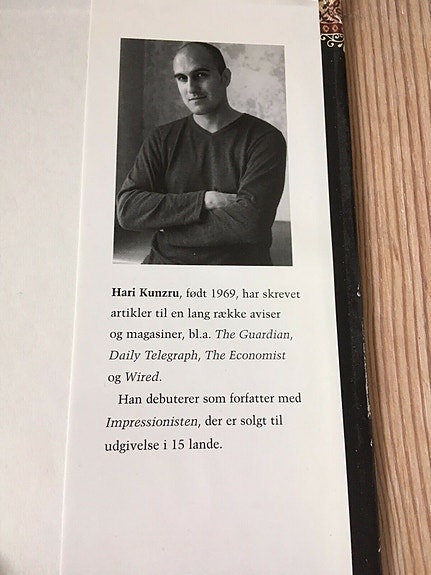 Hari Kunzru, født 1969, har skrevet
artikler til en lang række aviser
og magasiner, bl.a. The Guardian,
Daily Telegraph, The Economist
og Wired.
Han debuterer som forfatter med
Impressionisten, der er solgt til
udgivelse i 15 lande.